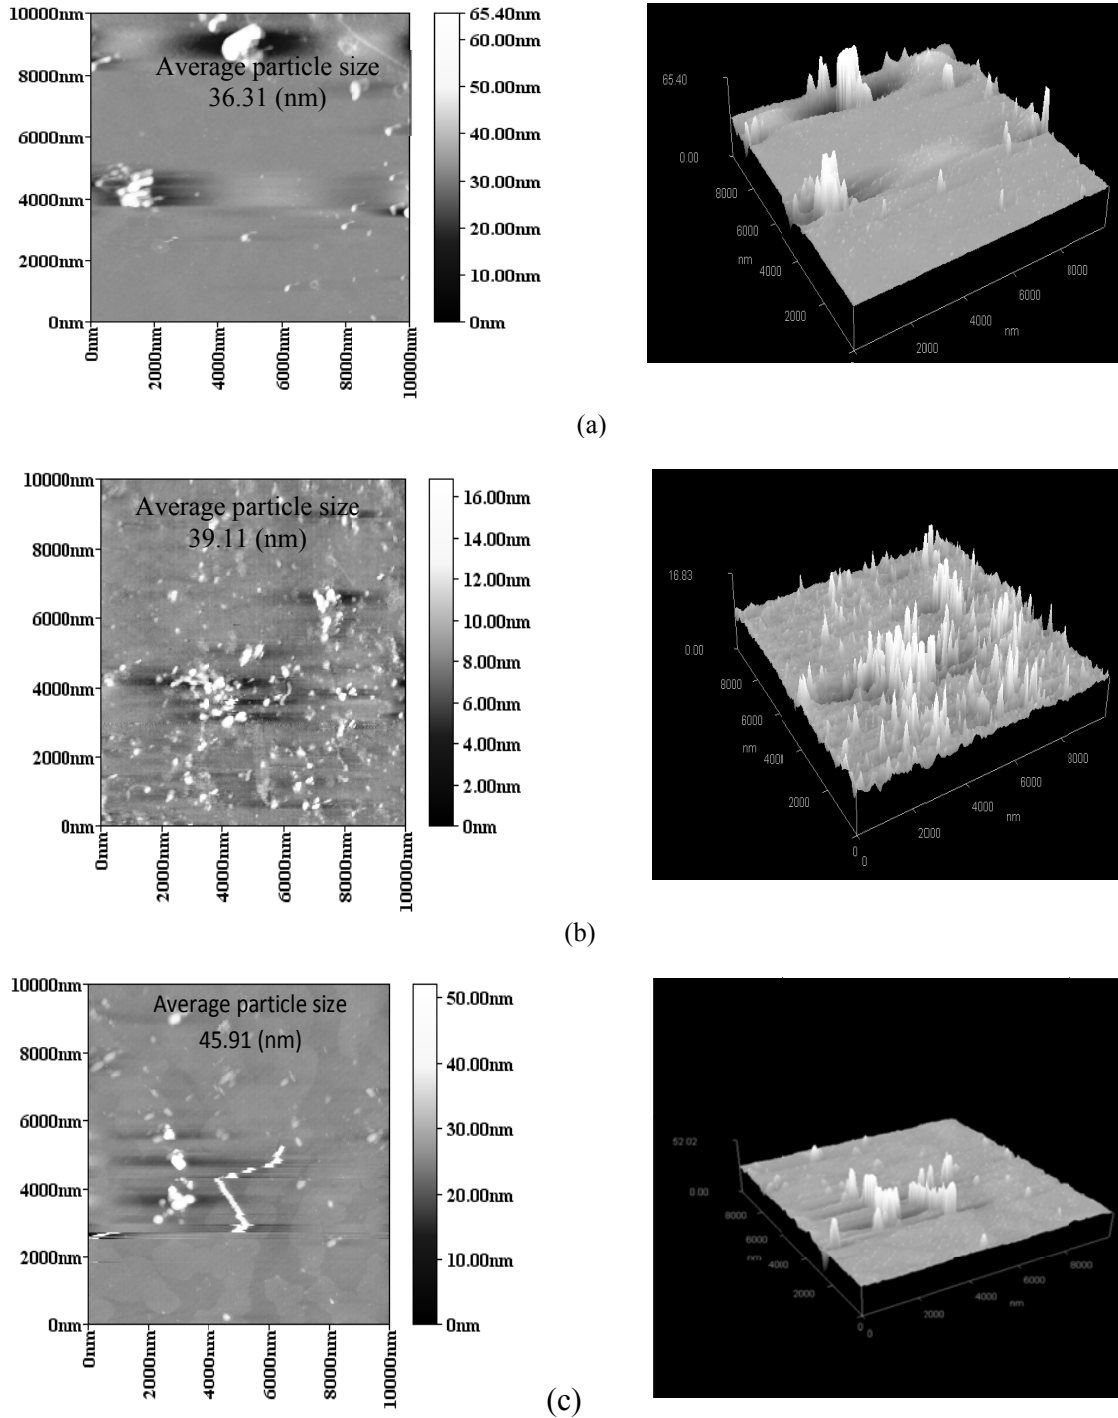 10000nm
8000nm
6000nm
4000nm
2000nm
0nm
0nm
2000nm
4000nm
6000nm
8000nm
10000nm
Average particle size
36.31 (nm)
65.40nm
60.00nm
50.00nm
40.00nm
30.00nm
20.00nm
10.00nm
0nm
65.40
0.00
8000
6000
nm
4000
2000
2000
4000
nm
6000
8000
(a)
10000nm
8000nm
6000nm
4000nm
2000nm
0nm
0nm
2000nm
4000nm
6000nm
8000nm
10000nm
Average particle size
39.11 (nm)
16.00nm
14.00nm
12.00nm
10.00nm
8.00nm
6.00nm
4.00nm
2.00nm
0nm
16.83
0.00
8000
6000
nm
4000
2000
0
0
2000
4000
nm
6000
8000
(b)
10000nm
8000nm
6000nm
4000nm
2000nm
0nm
0nm
2000nm
4000nm
6000nm
8000nm
10000nm
Average particle size
45.91 (nm)
50.00nm
40.00nm
30.00nm
20.00nm
10.00nm
0nm
52.02
0.00
8000
6000
nm
4000
2000
0
0
2000
4000
nm
6000
8000
(c)